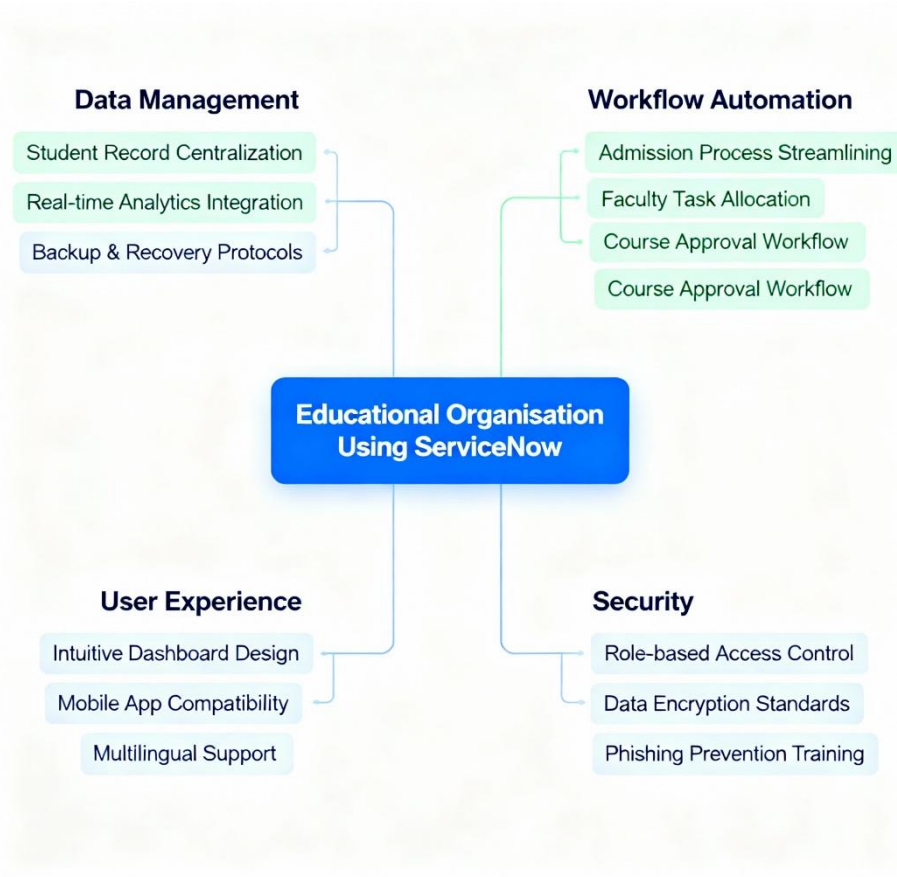 Data Management
Student Record Centralization
Real-time Analytics Integration
Backup & Recovery Protocols
Workflow Automation
Admission Process Streamlining
Faculty Task Allocation
Course Approval Workflow
Course Approval Workflow
Educational Organisation
Using ServiceNow
User Experience
Intuitive Dashboard Design
Mobile App Compatibility
Multilingual Support
Security
Role-based Access Control
Data Encryption Standards
Phishing Prevention Training